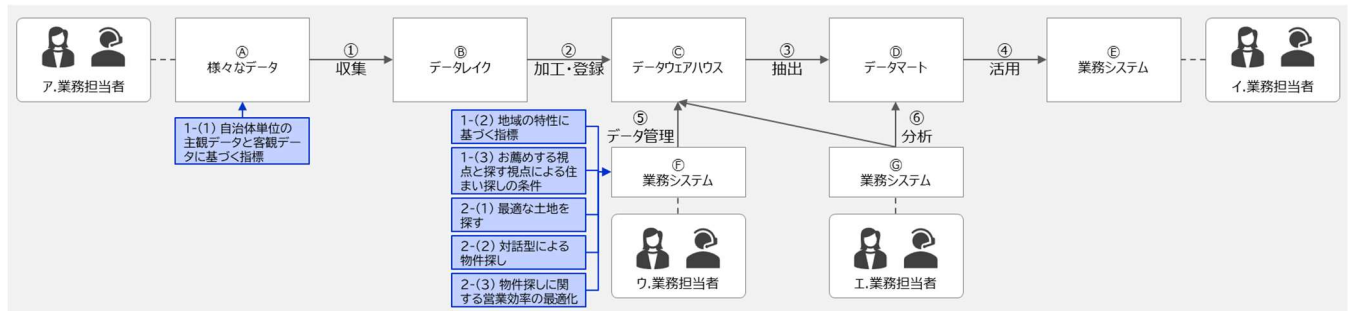 ア.業務担当者
Ⓐ
様々なデータ
①
収集
Ⓑ
データレイク
②
加工・登録
Ⓒ
データウェアハウス
③
抽出
Ⓓ
データマート
④
活用
Ⓔ
業務システム
イ.業務担当者
1-(1) 自治体単位の
主観データと客観デー
タに基づく指標
1-(2) 地域の特性に
基づく指標
1-(3) お薦めする視
点と探す視点による住
まい探しの条件
2-(1) 最適な土地を
探す
2-(2) 対話型による
物件探し
2-(3) 物件探しに関
する営業効率の最適化
⑤
データ管理
Ⓕ
業務システム
ウ.業務担当者
⑥
分析
Ⓖ
業務システム
エ.業務担当者